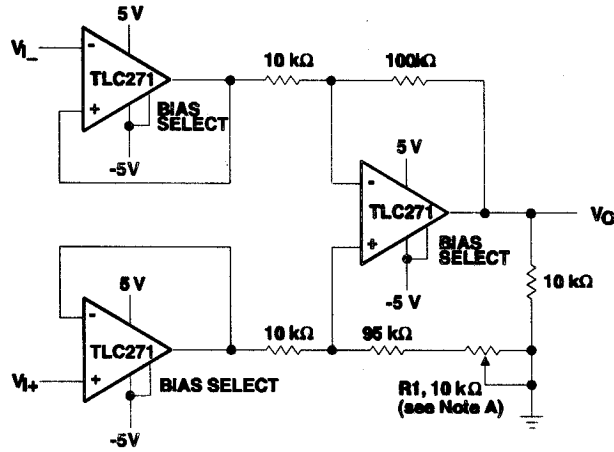 5 V
VI–
-
TLC271
+
BIAS
SELECT
-5 V
10 kΩ
100kΩ
5 V
-
TLC271
+
BIAS
SELECT
-5 V
VO
10 kΩ
5 V
-
TLC271
+
VI+
BIAS SELECT
-5V
10 kΩ
95 kΩ
R1, 10 kΩ
(see Note A)